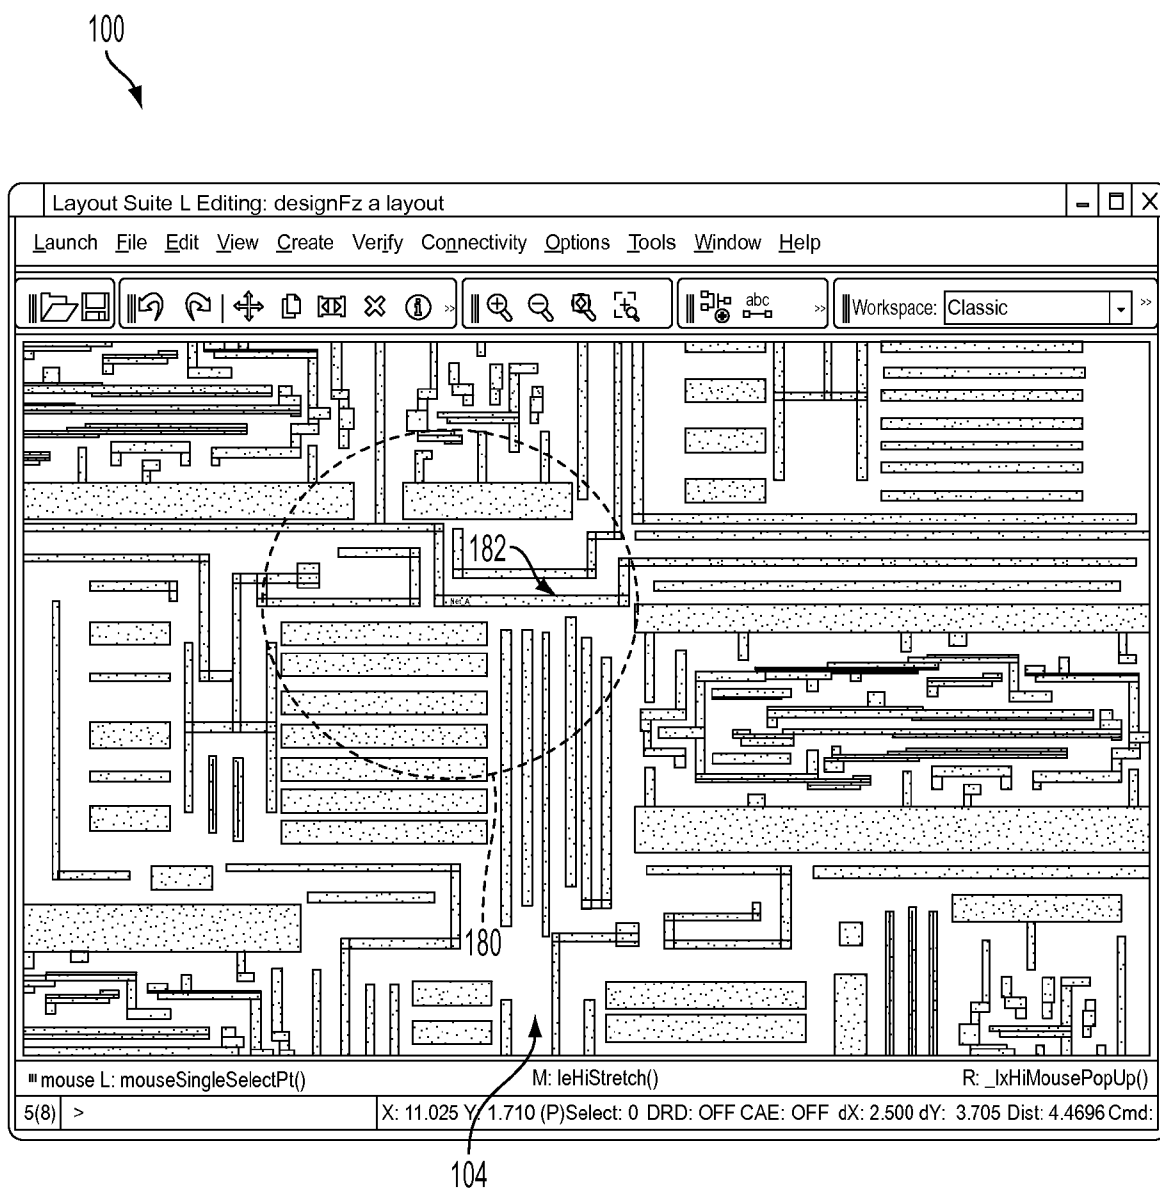 100
Layout Suite L Editing: designFz a layout
Launch File Edit View Create Verify Connectivity Options Tools Window Help
abc
Workspace: Classic
182
Net A
180
mouse L: mouseSingleSelectPt() M: leHiStretch() R: _lxHiMousePopUp()
5(8) > X: 11.025 Y: 1.710 (P)Select: 0 DRD: OFF CAE: OFF dX: 2.500 dY: 3.705 Dist: 4.4696 Cmd:
104